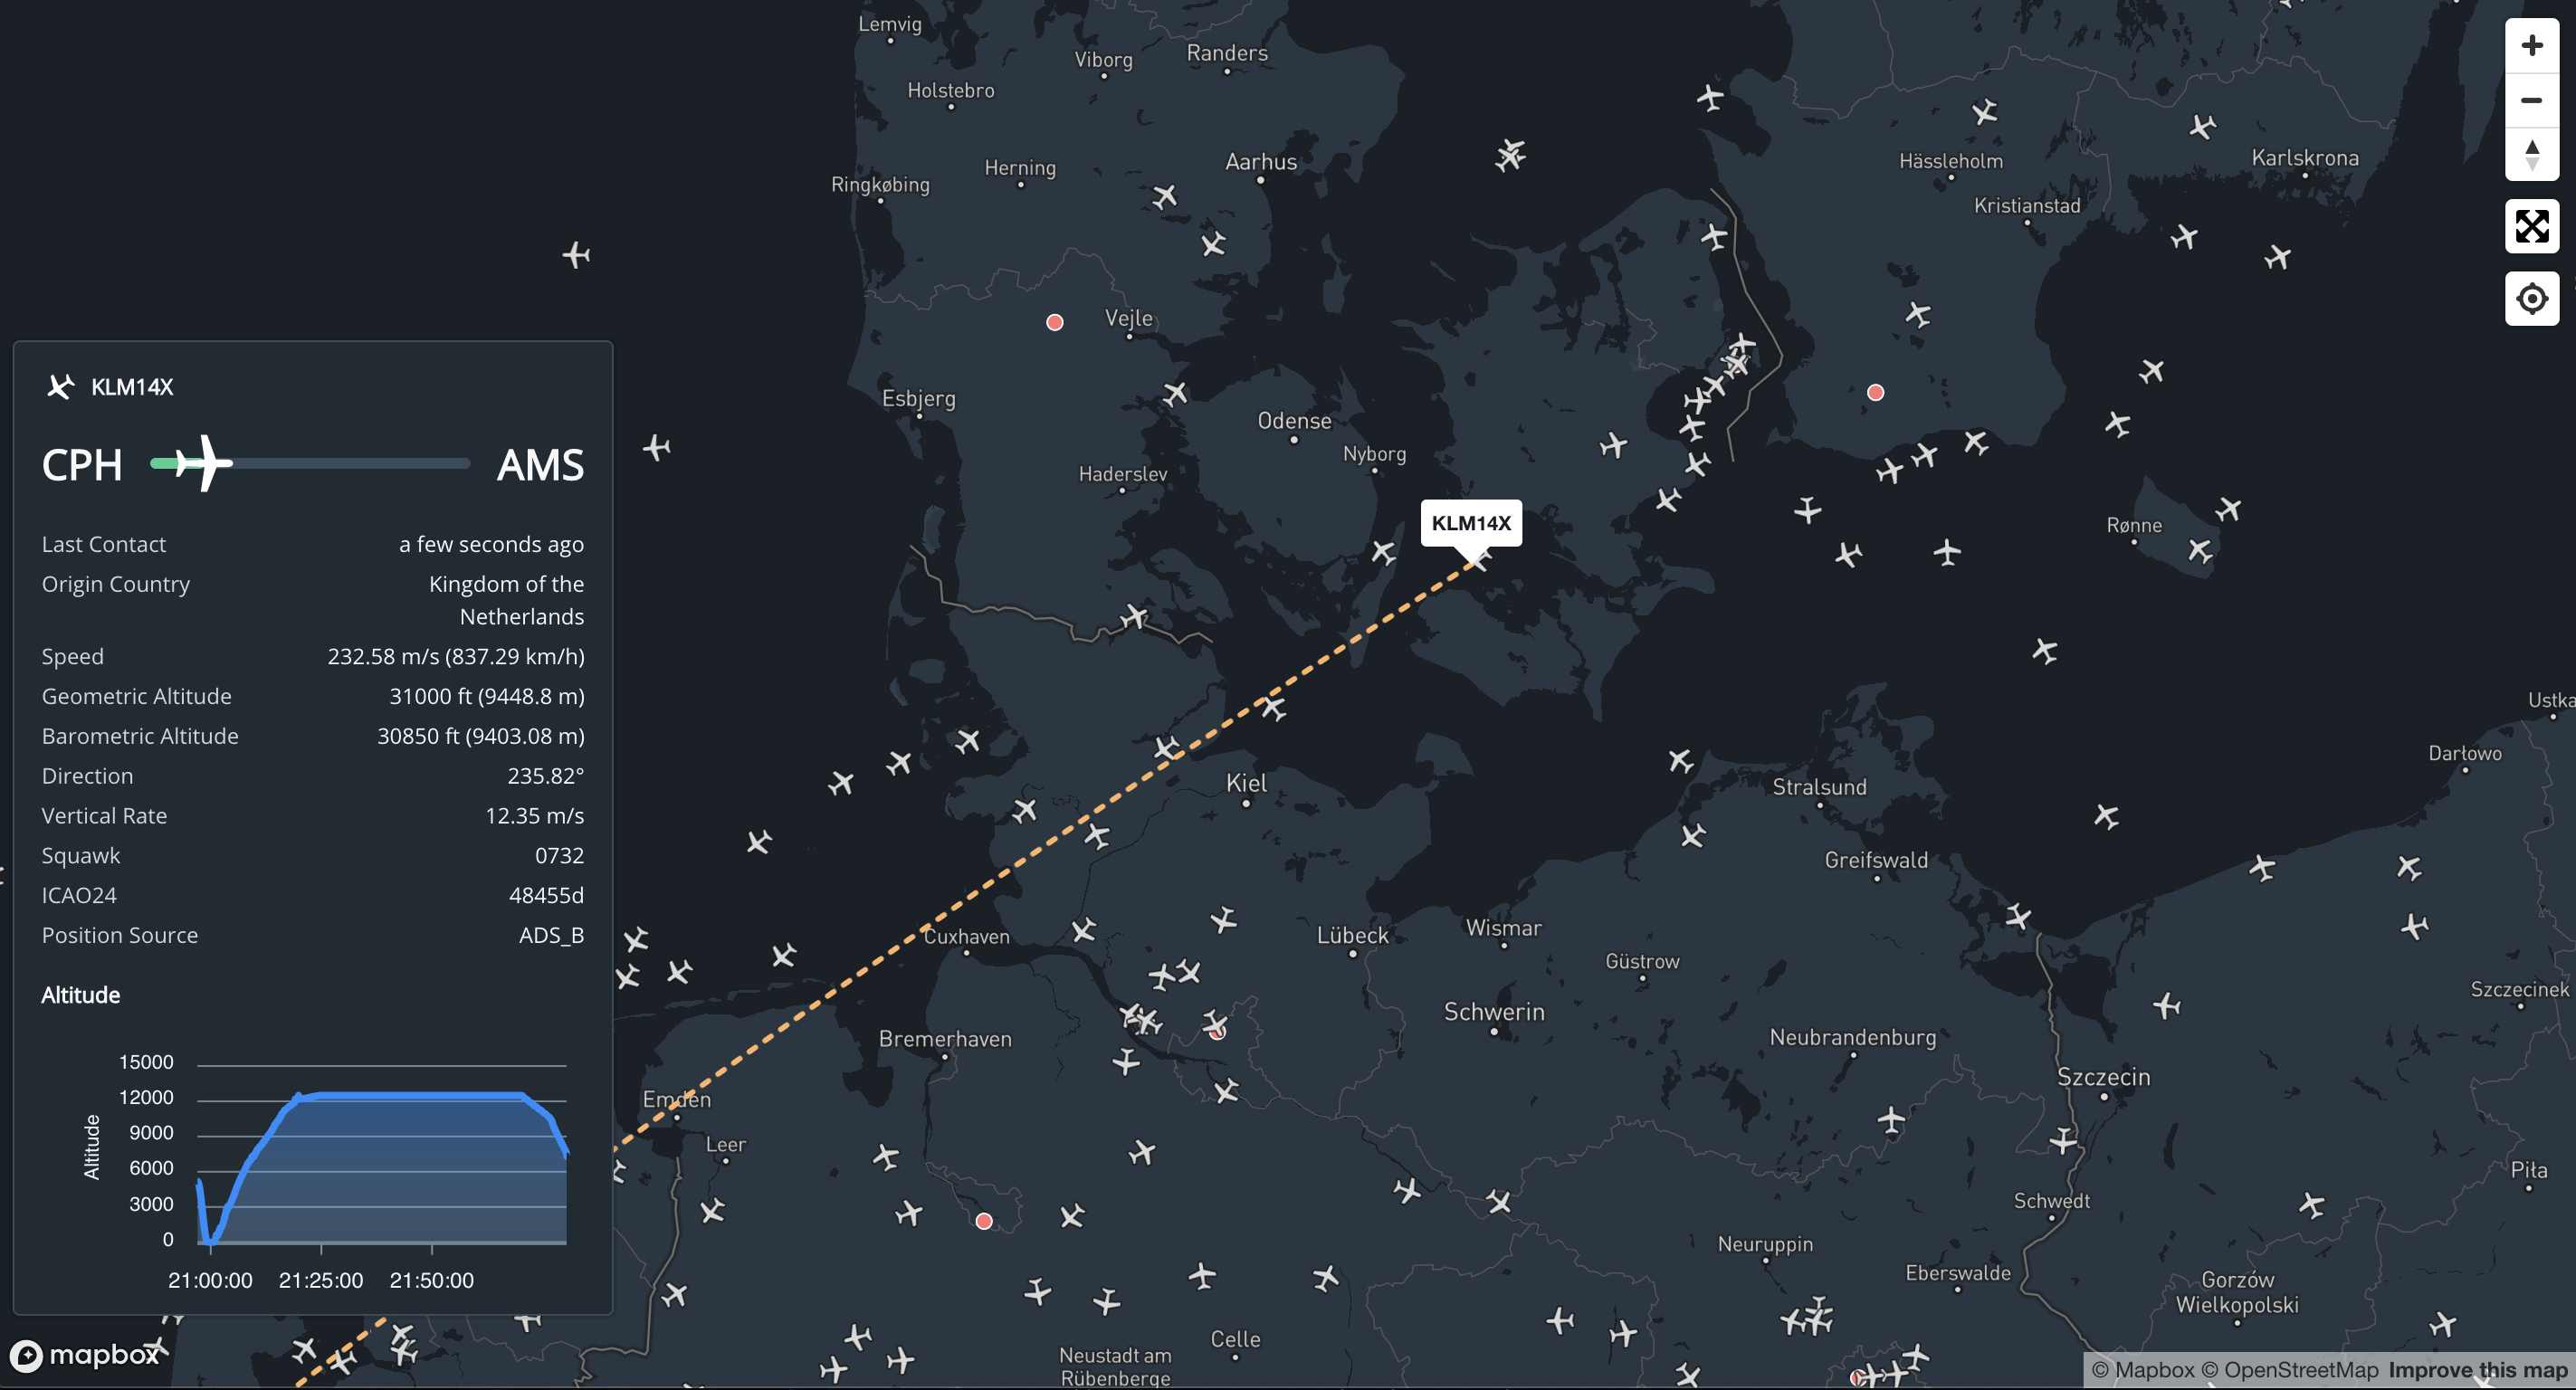 KLM14X
CPH AMS
Last Contact a few seconds ago
Origin Country Kingdom of the
Netherlands
Speed 232.58 m/s (837.29 km/h)
Geometric Altitude 31000 ft (9448.8 m)
Barometric Altitude 30850 ft (9403.08 m)
Direction 235.82°
Vertical Rate 12.35 m/s
Squawk 0732
ICAO24 48455d
Position Source ADS_B
Altitude
15000
12000
9000
6000
3000
0
Altitude
21:00:00 21:25:00 21:50:00
Lemvig
Viborg
Randers
Holstebro
Herning
Aarhus
Ringkøbing
Vejle
Esbjerg
Odense
Nyborg
Haderslev
KLM14X
Hässleholm
Karlskrona
Kristianstad
Rønne
Kiel
Stralsund
Greifswald
Ustka
Darłowo
Cuxhaven
Lübeck
Wismar
Güstrow
Schwerin
Bremerhaven
Neubrandenburg
Szczecinek
Szczecin
Emden
Leer
Piła
Schwedt
Neuruppin
Eberswalde
Gorzów
Wielkopolski
Celle
Neustadt am
Rübenberge
mapbox
© Mapbox © OpenStreetMap Improve this map